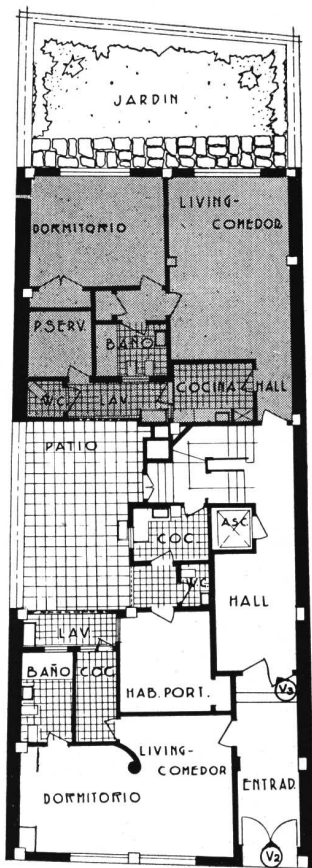 JARDIN
DORMITORIO
LIVING-
COMEDOR
P.SERV.
BAÑO
W.C.
LAV.
COCINA
HALL
PATIO
ASC.
COC.
W.C.
HALL
LAV.
BAÑO
COC.
HAB. PORT.
V3
LIVING-
COMEDOR
DORMITORIO
ENTRAD.
V2